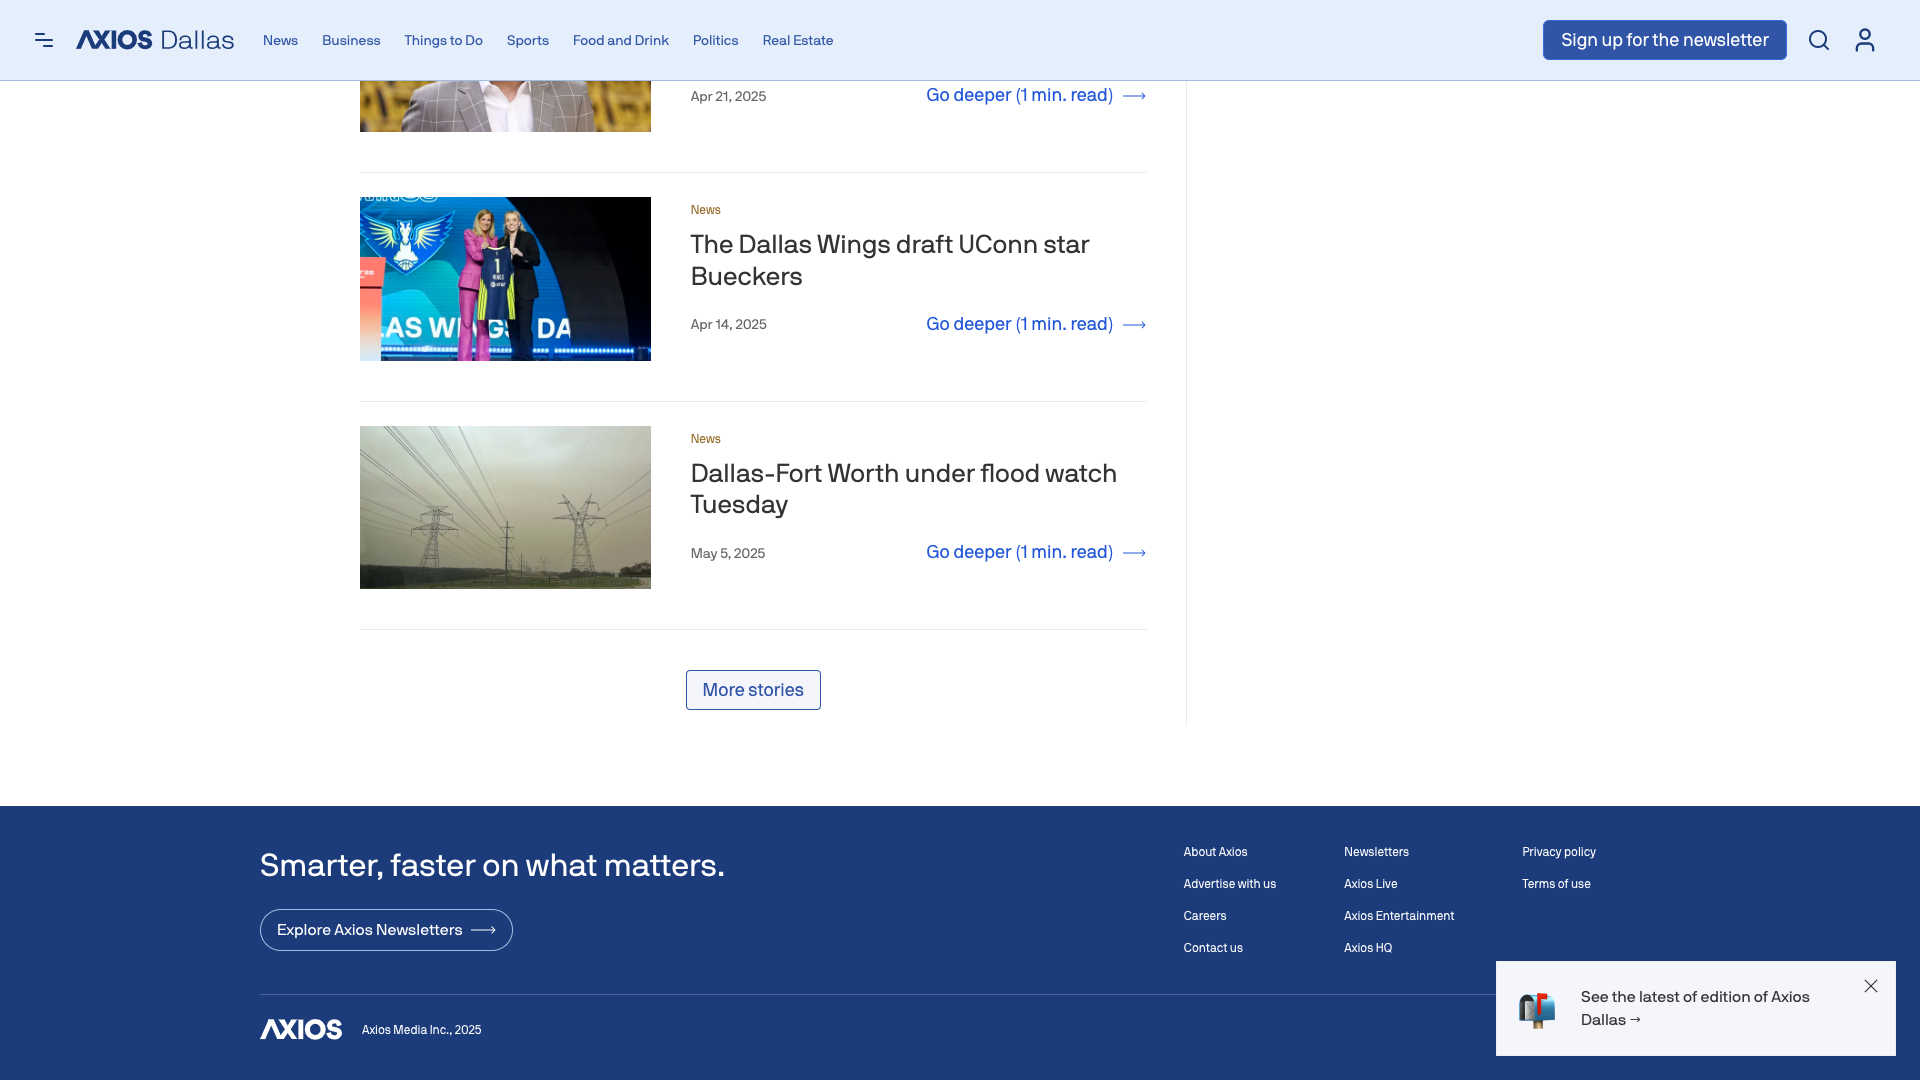 AXIOS Dallas
News
Business
Things to Do
Sports
Food and Drink
Politics
Real Estate
Sign up for the newsletter
Apr 21, 2025
Go deeper (1 min. read)
1
WINGS
LAS WINGS DA
News
The Dallas Wings draft UConn star
Bueckers
Apr 14, 2025
Go deeper (1 min. read)
News
Dallas-Fort Worth under flood watch
Tuesday
May 5, 2025
Go deeper (1 min. read)
More stories
Smarter, faster on what matters.
Explore Axios Newsletters
About Axios
Advertise with us
Careers
Contact us
Newsletters
Axios Live
Axios Entertainment
Axios HQ
Privacy policy
Terms of use
See the latest of edition of Axios
Dallas →
AXIOS
Axios Media Inc., 2025